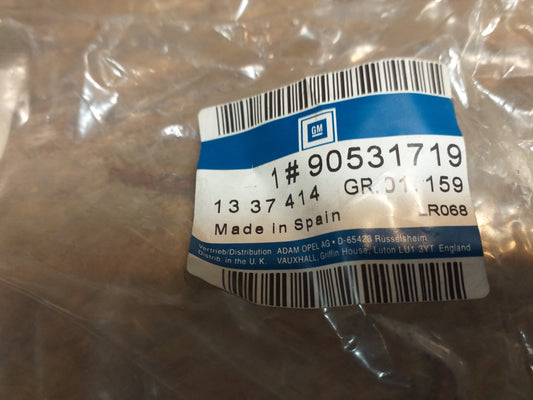 GM
1# 90531719
13 37 414 GR.01.159
Made in Spain LR068
Vertrieb/Distribution ADAM OPEL AG • D-65423 Rüsselsheim
Distrib. in the U. K. VAUXHALL, Griffin House, Luton LU1 3YT England